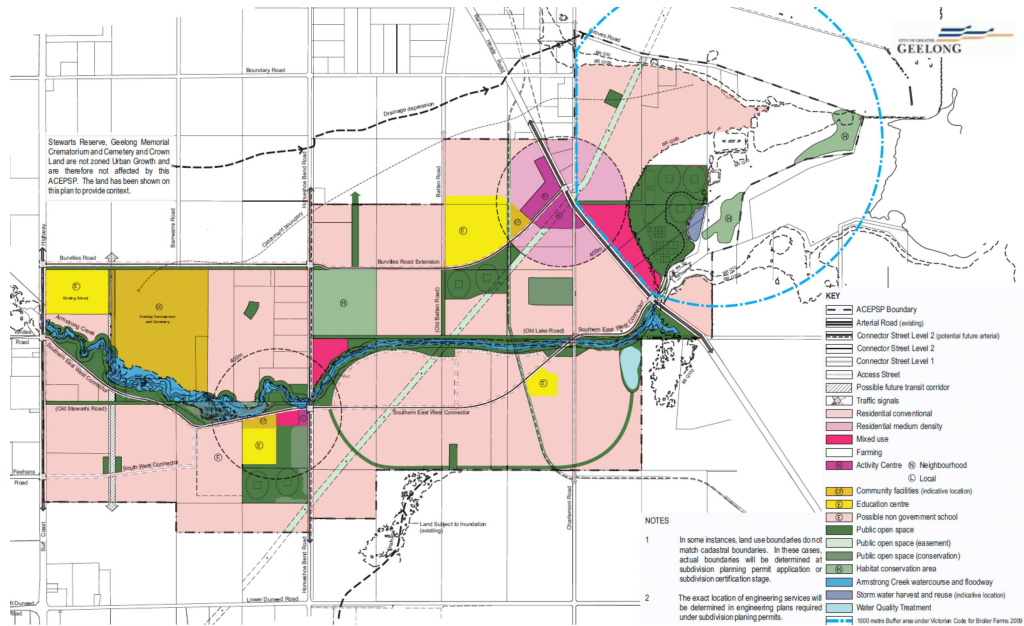 CITY OF GREATER
GEELONG
Boundary Road
Drainage depression
Stewarts Reserve, Geelong Memorial
Crematorium and Cemetery and Crown
Land are not zoned Urban Growth and
are therefore not affected by this
ACEPSP. The land has been shown on
this plan to provide context.
Horseshoe Bend Road
Barwarre Road
Catchment boundary
Burvilles Road
Burvilles Road Extension
Highway
E
Existing School
Existing Crematorium
and Cemetery
Armstrong Creek
Road
Southern East West Connector
(Old Stewarts Road)
400m
400m
H
H
H
E
(Old Lake Road)
Southern East West Connector
Southern East West Connector
South West Connector
Feehans
Road
E
E
E
Surf Coast
Horseshoe Bend Road
Charlemont Road
Land Subject to Inundation
(existing)
Lower Duneed Road
Road
KEY
ACEPSP Boundary
Arterial Road (existing)
Connector Street Level 2 (potential future arterial)
Connector Street Level 2
Connector Street Level 1
Access Street
Possible future transit corridor
Traffic signals
Residential conventional
Residential medium density
Mixed use
Farming
Activity Centre N Neighbourhood
L Local
Community facilities (indicative location)
Education centre
Possible non government school
Public open space
Public open space (easement)
Public open space (conservation)
Habitat conservation area
Armstrong Creek watercourse and floodway
Storm water harvest and reuse (indicative location)
Water Quality Treatment
1000 metre Buffer area under Victorian Code for Broiler Farms 2009
NOTES
1 In some instances, land use boundaries do not
match cadastral boundaries. In these cases,
actual boundaries will be determined at
subdivision planning permit application or
subdivision certification stage.
2 The exact location of engineering services will
be determined in engineering plans required
under subdivision planing permits.